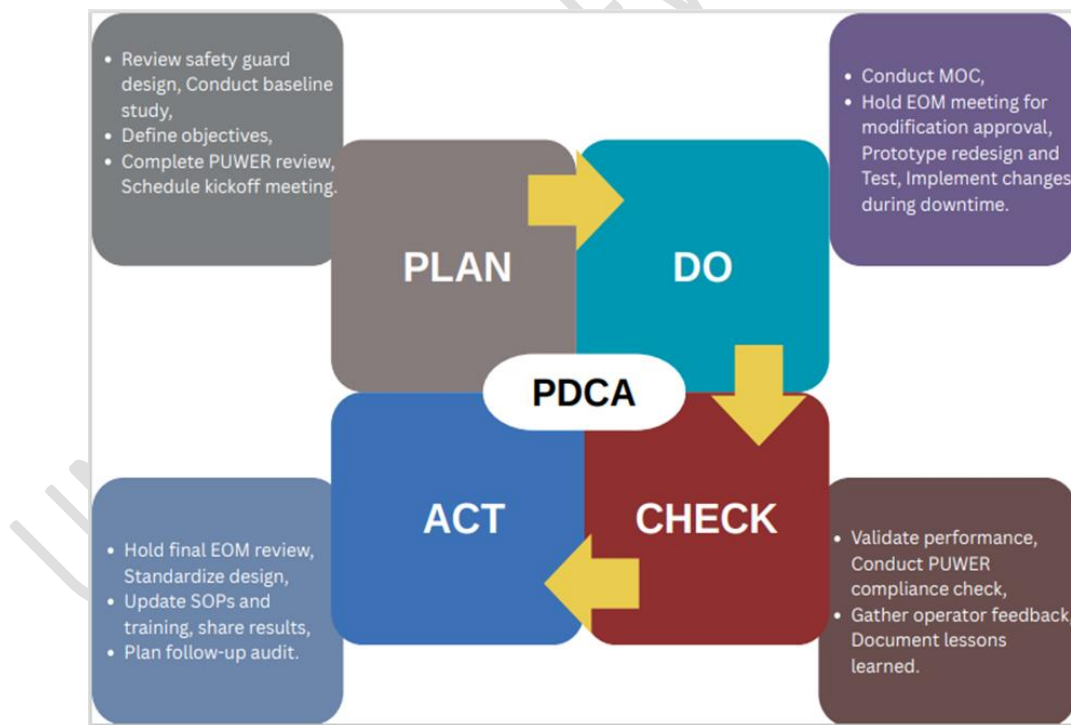 • Review safety guard
design, Conduct baseline
study,
• Define objectives,
• Complete PUWER review,
Schedule kickoff meeting.
• Conduct MOC,
• Hold EOM meeting for
modification approval,
Prototype redesign and
Test, Implement changes
during downtime.
PLAN
DO
PDCA
ACT
CHECK
• Hold final EOM review,
Standardize design,
• Update SOPs and
training, share results,
• Plan follow-up audit.
• Validate performance,
Conduct PUWER
compliance check,
• Gather operator feedback,
Document lessons
learned.